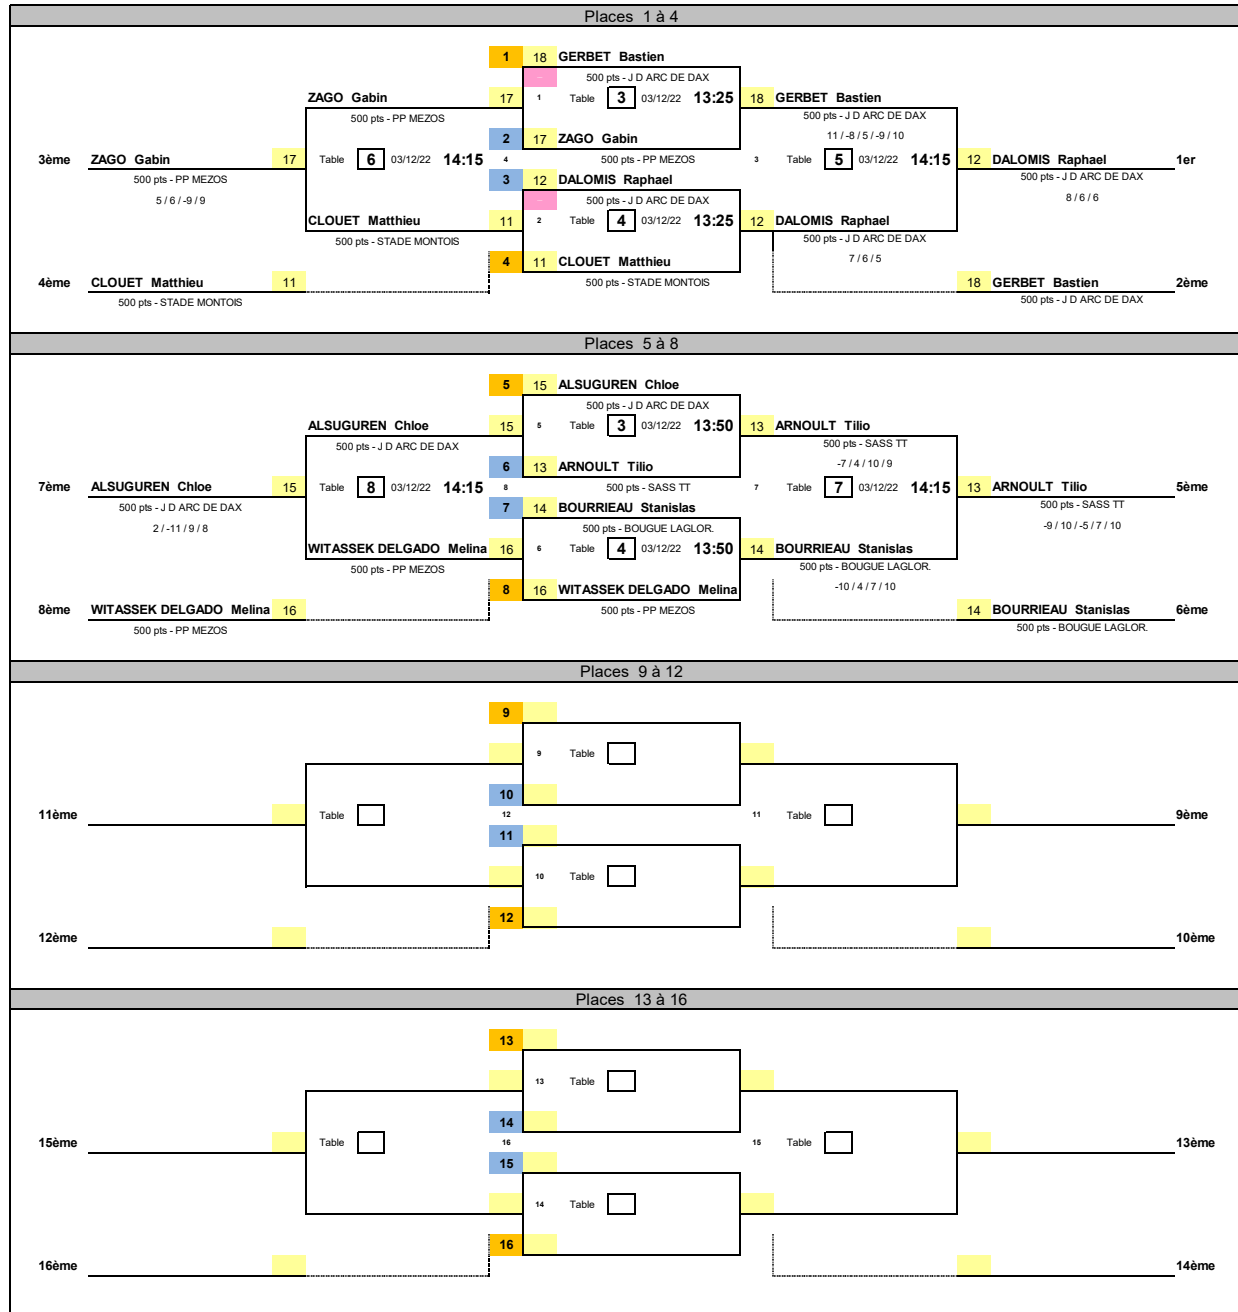 Places 1 à 4
1 18 GERBET Bastien
500 pts - J D ARC DE DAX
ZAGO Gabin 17 1 Table 3 03/12/22 13:25 18 GERBET Bastien
500 pts - PP MEZOS 500 pts - J D ARC DE DAX
11 / -8 / 5 / -9 / 10
2 17 ZAGO Gabin
3ème ZAGO Gabin 17 Table 6 03/12/22 14:15 4 500 pts - PP MEZOS 3 Table 5 03/12/22 14:15 12 DALOMIS Raphael 1er
500 pts - PP MEZOS 3 12 DALOMIS Raphael 500 pts - J D ARC DE DAX
5 / 6 / -9 / 9 500 pts - J D ARC DE DAX 8 / 6 / 6
CLOUET Matthieu 11 2 Table 4 03/12/22 13:25 12 DALOMIS Raphael
500 pts - STADE MONTOIS 500 pts - J D ARC DE DAX
4 11 CLOUET Matthieu 7 / 6 / 5
4ème CLOUET Matthieu 11 500 pts - STADE MONTOIS 18 GERBET Bastien 2ème
500 pts - STADE MONTOIS 500 pts - J D ARC DE DAX
Places 5 à 8
5 15 ALSUGUREN Chloe
500 pts - J D ARC DE DAX
ALSUGUREN Chloe 15 5 Table 3 03/12/22 13:50 13 ARNOULT Tilio
500 pts - J D ARC DE DAX 500 pts - SASS TT
6 13 ARNOULT Tilio -7 / 4 / 10 / 9
7ème ALSUGUREN Chloe 15 Table 8 03/12/22 14:15 8 500 pts - SASS TT 7 Table 7 03/12/22 14:15 13 ARNOULT Tilio 5ème
500 pts - J D ARC DE DAX 7 14 BOURRIEAU Stanislas 500 pts - SASS TT
2 / -11 / 9 / 8 500 pts - BOUGUE LAGLOR. -9 / 10 / -5 / 7 / 10
WITASSEK DELGADO Melina 16 6 Table 4 03/12/22 13:50 14 BOURRIEAU Stanislas
500 pts - PP MEZOS 500 pts - BOUGUE LAGLOR.
8 16 WITASSEK DELGADO Melina -10 / 4 / 7 / 10
8ème WITASSEK DELGADO Melina 16 500 pts - PP MEZOS 14 BOURRIEAU Stanislas 6ème
500 pts - PP MEZOS 500 pts - BOUGUE LAGLOR.
Places 9 à 12
9
9 Table
10
11ème Table 12 11 Table 9ème
11
10 Table
12
12ème 10ème
Places 13 à 16
13
13 Table
14
15ème Table 16 15 Table 13ème
15
14 Table
16
16ème 14ème